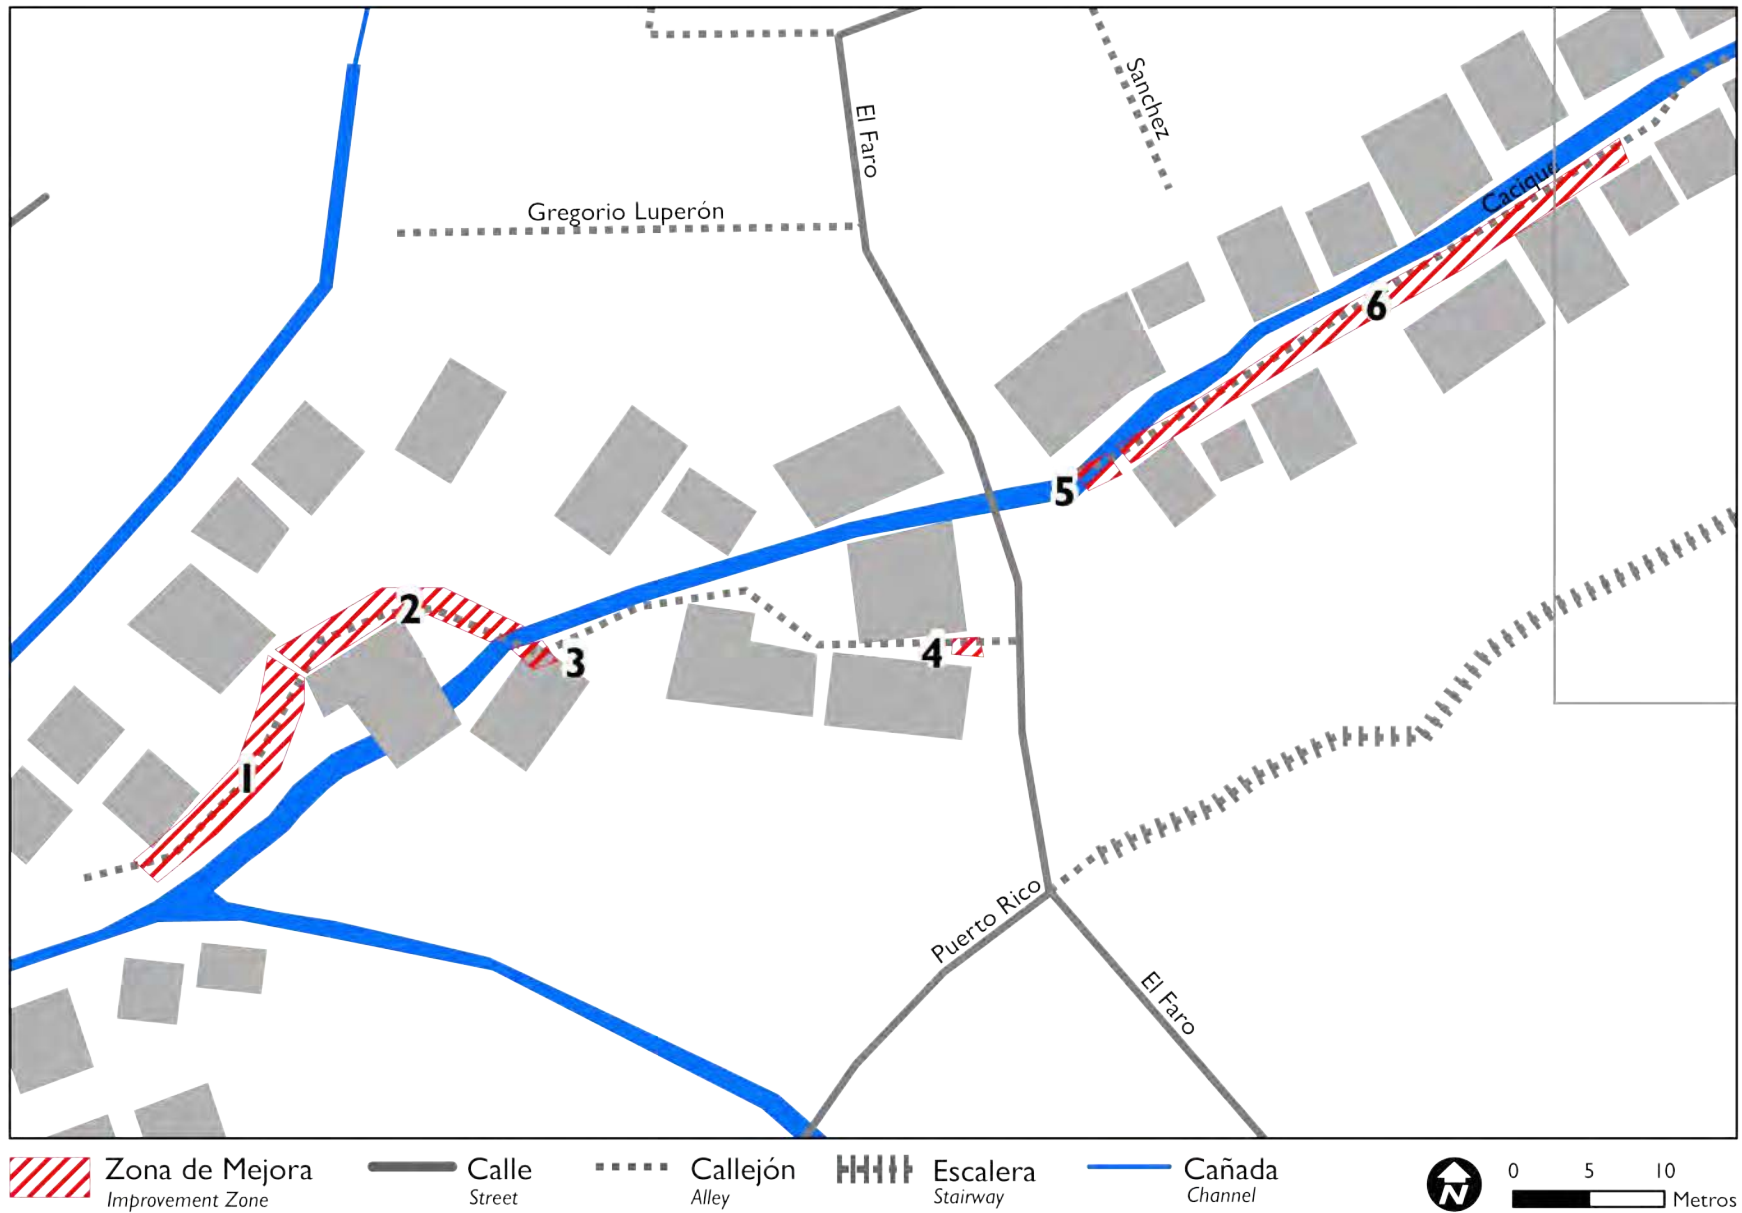 Sanchez
El Faro
Gregorio Luperón
Cacique
6
5
2
3
4
1
Puerto Rico
El Faro
Zona de Mejora
Improvement Zone
Calle
Street
Callejón
Alley
Escalera
Stairway
Cañada
Channel
N
0 5 10
Metros